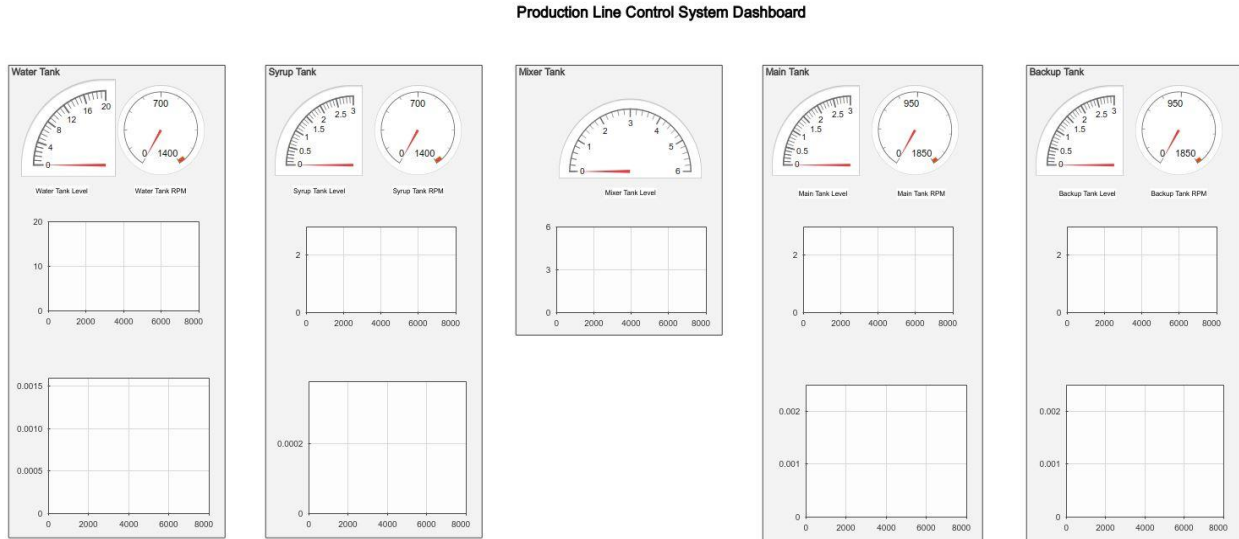 Production Line Control System Dashboard
Water Tank
0 4 8 12 16 20
0 700 1400
Water Tank Level
Water Tank RPM
20
10
0
0 2000 4000 6000 8000
0.0015
0.0010
0.0005
0
0 2000 4000 6000 8000
Syrup Tank
0 0.5 1 1.5 2 2.5 3
0 700 1400
Syrup Tank Level
Syrup Tank RPM
2
0
0 2000 4000 6000 8000
0.0002
0
0 2000 4000 6000 8000
Mixer Tank
0 1 2 3 4 5 6
Mixer Tank Level
6
3
0
0 2000 4000 6000 8000
Main Tank
0 0.5 1 1.5 2 2.5 3
0 950 1850
Main Tank Level
Main Tank RPM
2
0
0 2000 4000 6000 8000
0.002
0.001
0
0 2000 4000 6000 8000
Backup Tank
0 0.5 1 1.5 2 2.5 3
0 950 1850
Backup Tank Level
Backup Tank RPM
2
0
0 2000 4000 6000 8000
0.002
0.001
0
0 2000 4000 6000 8000